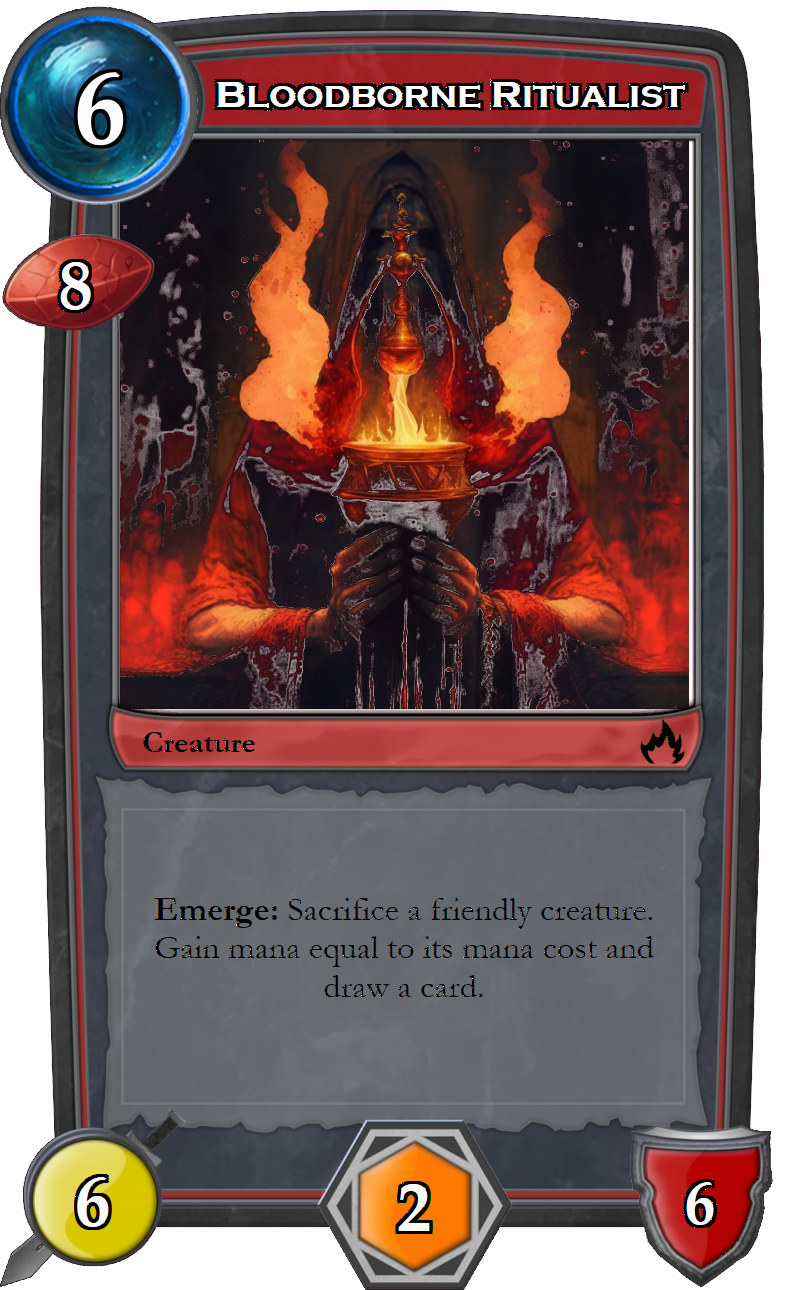 6
Bloodborne Ritualist
8
Creature
Emerge: Sacrifice a friendly creature.
Gain mana equal to its mana cost and
draw a card.
6
2
6